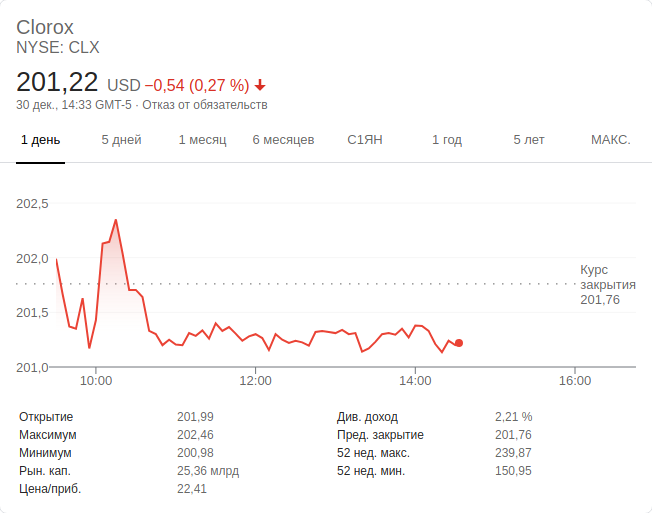 Clorox
NYSE: CLX
201,22 USD −0,54 (0,27 %)
30 дек., 14:33 GMT-5 · Отказ от обязательств
1 день 5 дней 1 месяц 6 месяцев С1ЯН 1 год 5 лет МАКС.
202,5
202,0
201,5
201,0
Курс
закрытия
201,76
10:00 12:00 14:00 16:00
Открытие 201,99
Максимум 202,46
Минимум 200,98
Рын. кап. 25,36 млрд
Цена/приб. 22,41
Див. доход 2,21 %
Пред. закрытие 201,76
52 нед. макс. 239,87
52 нед. мин. 150,95